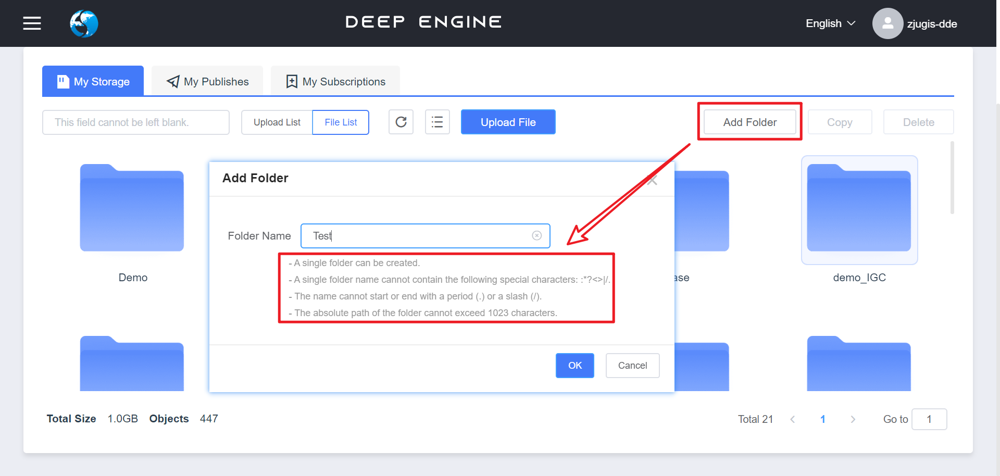 DEEP ENGINE
English
zjugis-dde
My Storage
My Publishes
My Subscriptions
This field cannot be left blank.
Upload List
File List
Upload File
Add Folder
Copy
Delete
Add Folder
Folder Name
Test
- A single folder can be created.
- A single folder name cannot contain the following special characters: :*?<>|/.
- The name cannot start or end with a period (.) or a slash (/).
- The absolute path of the folder cannot exceed 1023 characters.
OK
Cancel
Demo
ase
demo_IGC
Total Size 1.0GB Objects 447
Total 21
1
Go to 1